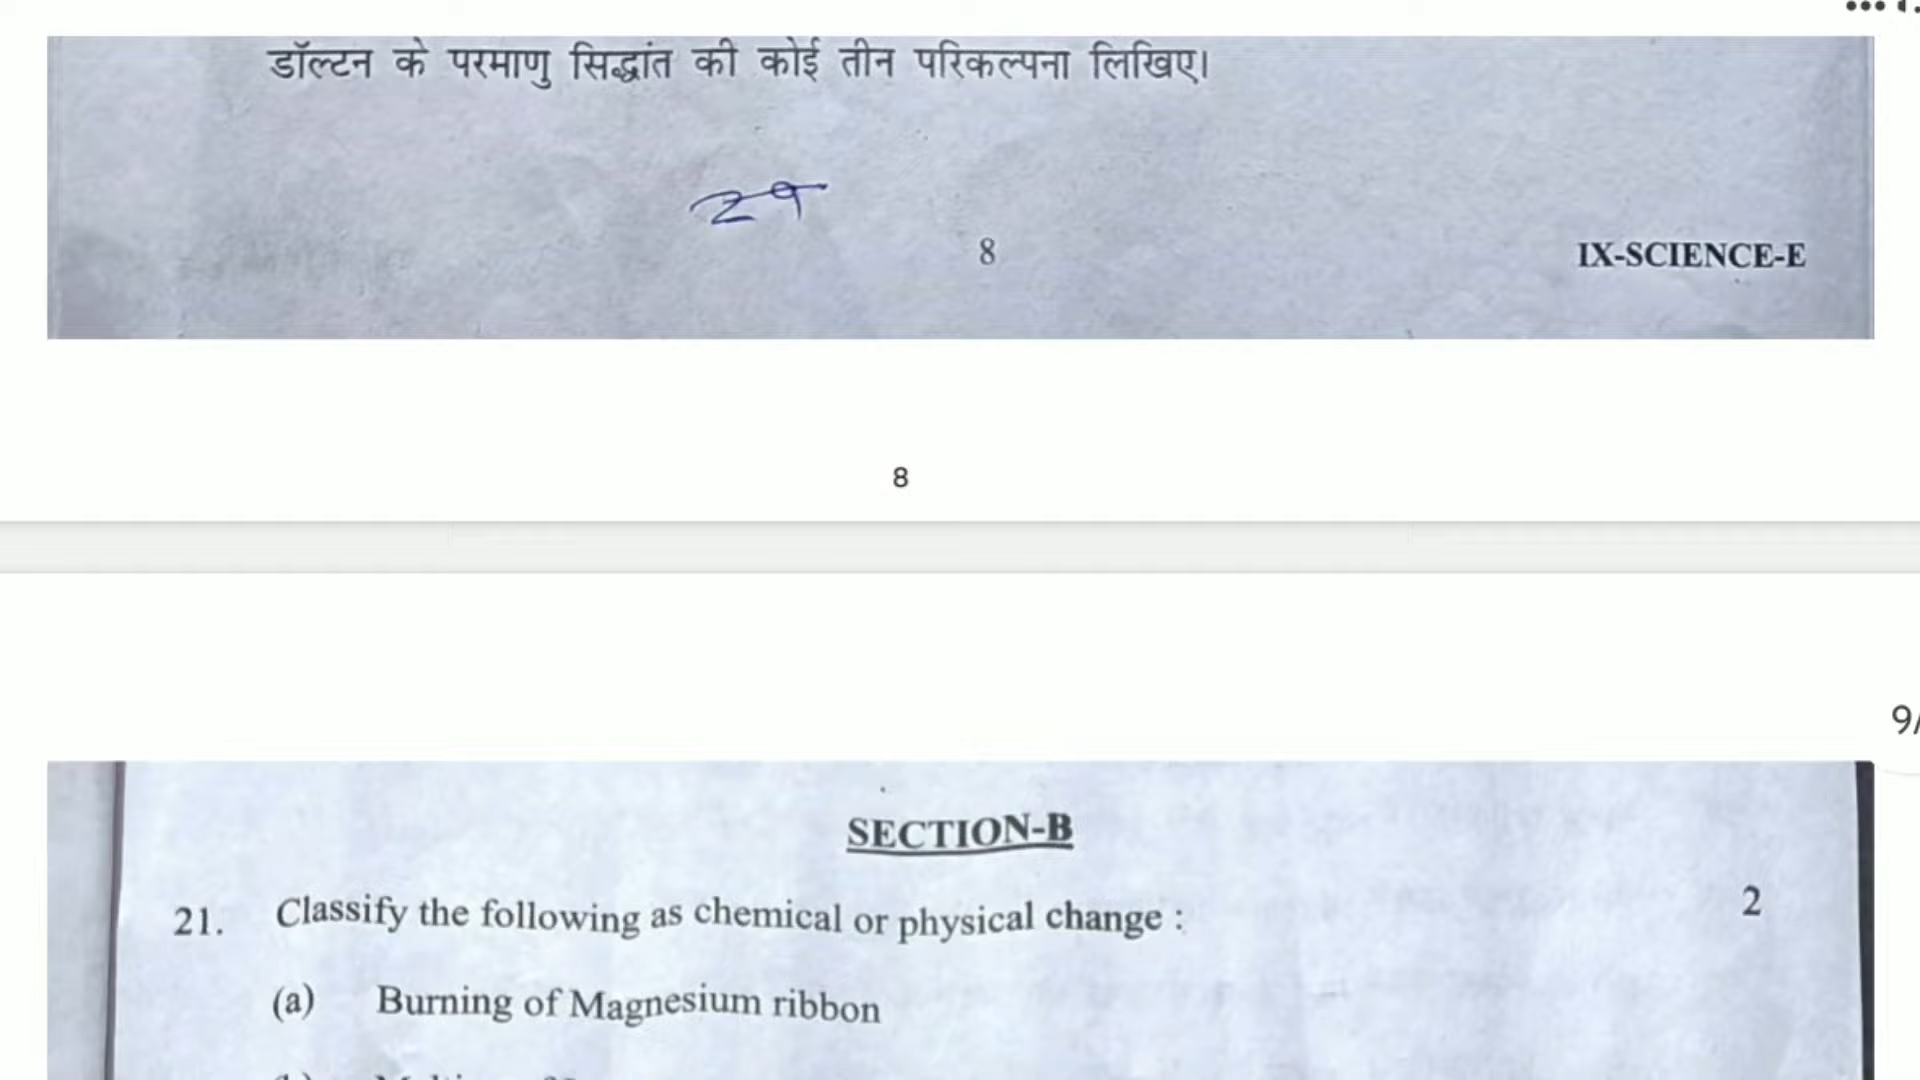 डॉल्टन के परमाणु सिद्धांत की कोई तीन परिकल्पना लिखिए।
29
8
IX-SCIENCE-E
8
9/
SECTION-B
21. Classify the following as chemical or physical change : 2
(a) Burning of Magnesium ribbon